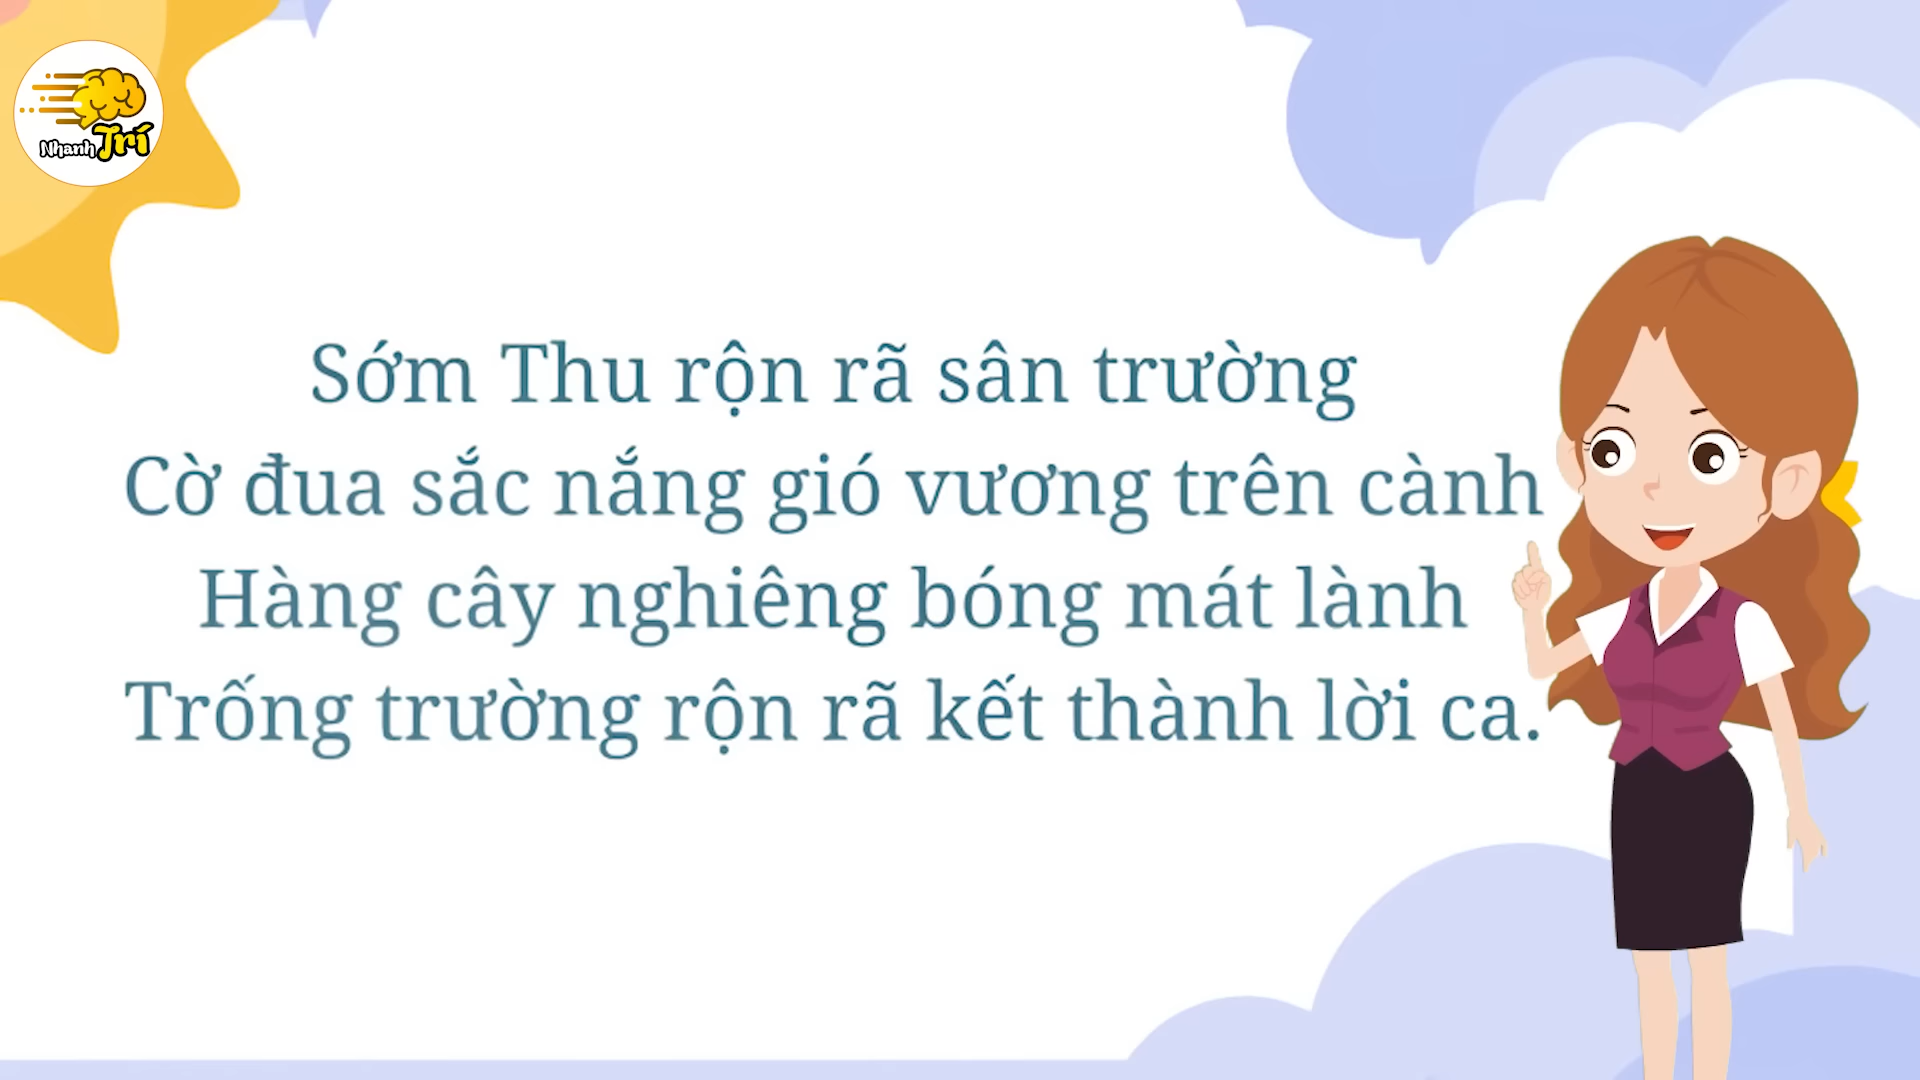 Nhanh Trí
Sớm Thu rộn rã sân trường
Cờ đua sắc nắng gió vương trên cành
Hàng cây nghiêng bóng mát lành
Trống trường rộn rã kết thành lời ca.